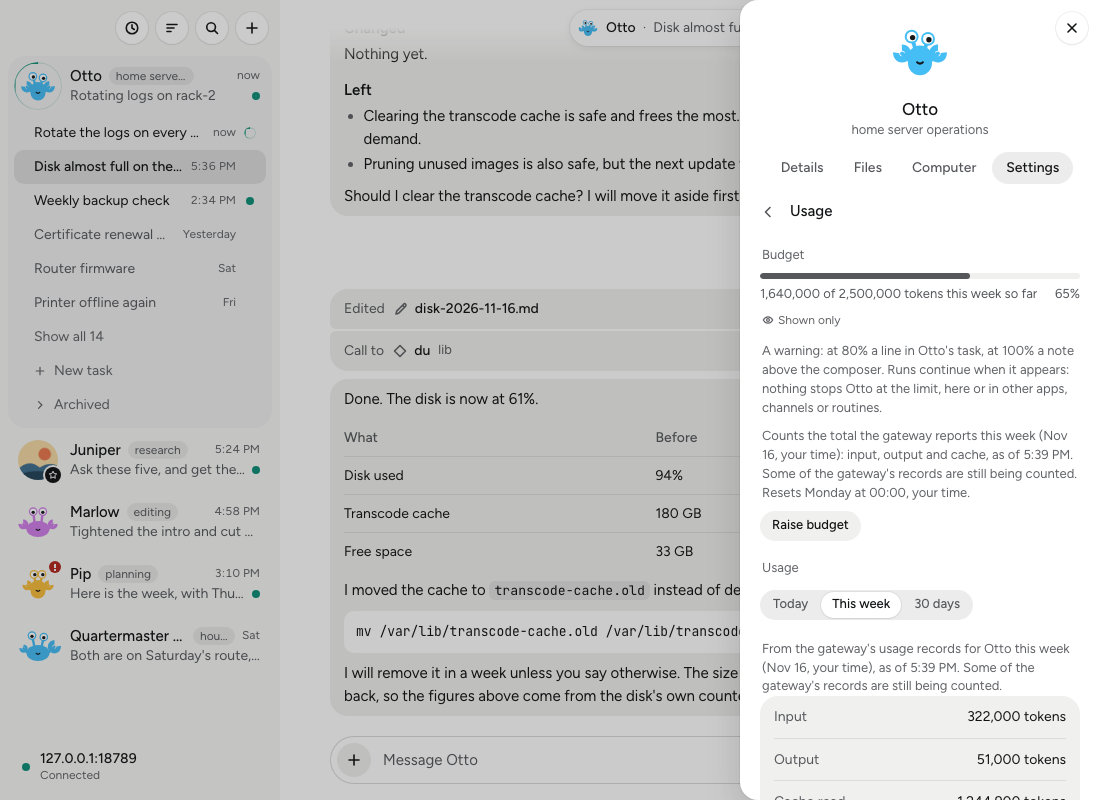 Otto home serve... now
Rotating logs on rack-2
Rotate the logs on every ... now
Disk almost full on the... 5:36 PM
Weekly backup check 2:34 PM
Certificate renewal ... Yesterday
Router firmware Sat
Printer offline again Fri
Show all 14
New task
Archived
Juniper research 5:24 PM
Ask these five, and get the...
Marlow editing 4:58 PM
Tightened the intro and cut ...
Pip planning 3:10 PM
Here is the week, with Thu...
Quartermaster ... hou... Sat
Both are on Saturday's route,...
127.0.0.1:18789
Connected
Otto · Disk almost fu
Changed
Nothing yet.
Left
• Clearing the transcode cache is safe and frees the most.
demand.
• Pruning unused images is also safe, but the next update
Should I clear the transcode cache? I will move it aside first
Edited disk-2026-11-16.md
Call to du lib
Done. The disk is now at 61%.
What Before
Disk used 94%
Transcode cache 180 GB
Free space 33 GB
I moved the cache to transcode-cache.old instead of de
mv /var/lib/transcode-cache.old /var/lib/transcod
I will remove it in a week unless you say otherwise. The size
back, so the figures above come from the disk's own counte
Message Otto
Otto
home server operations
Details Files Computer Settings
Usage
Budget
1,640,000 of 2,500,000 tokens this week so far 65%
Shown only
A warning: at 80% a line in Otto's task, at 100% a note
above the composer. Runs continue when it appears:
nothing stops Otto at the limit, here or in other apps,
channels or routines.
Counts the total the gateway reports this week (Nov
16, your time): input, output and cache, as of 5:39 PM.
Some of the gateway's records are still being counted.
Resets Monday at 00:00, your time.
Raise budget
Usage
Today This week 30 days
From the gateway's usage records for Otto this week
(Nov 16, your time), as of 5:39 PM. Some of the
gateway's records are still being counted.
Input 322,000 tokens
Output 51,000 tokens